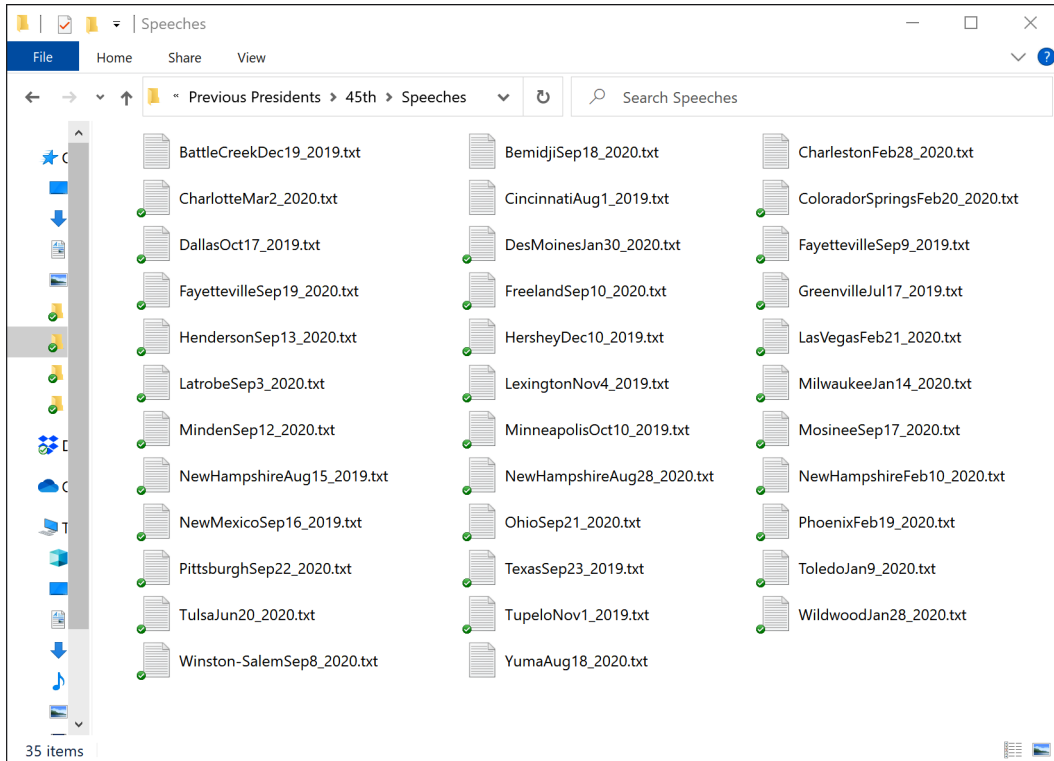 Speeches
File Home Share View
« Previous Presidents > 45th > Speeches Search Speeches
BattleCreekDec19_2019.txt BemidjiSep18_2020.txt CharlestonFeb28_2020.txt
CharlotteMar2_2020.txt CincinnatiAug1_2019.txt ColoradorSpringsFeb20_2020.txt
DallasOct17_2019.txt DesMoinesJan30_2020.txt FayettevilleSep9_2019.txt
FayettevilleSep19_2020.txt FreelandSep10_2020.txt GreenvilleJul17_2019.txt
HendersonSep13_2020.txt HersheyDec10_2019.txt LasVegasFeb21_2020.txt
LatrobeSep3_2020.txt LexingtonNov4_2019.txt MilwaukeeJan14_2020.txt
MindenSep12_2020.txt MinneapolisOct10_2019.txt MosineeSep17_2020.txt
NewHampshireAug15_2019.txt NewHampshireAug28_2020.txt NewHampshireFeb10_2020.txt
NewMexicoSep16_2019.txt OhioSep21_2020.txt PhoenixFeb19_2020.txt
PittsburghSep22_2020.txt TexasSep23_2019.txt ToledoJan9_2020.txt
TulsaJun20_2020.txt TupeloNov1_2019.txt WildwoodJan28_2020.txt
Winston-SalemSep8_2020.txt YumaAug18_2020.txt
35 items